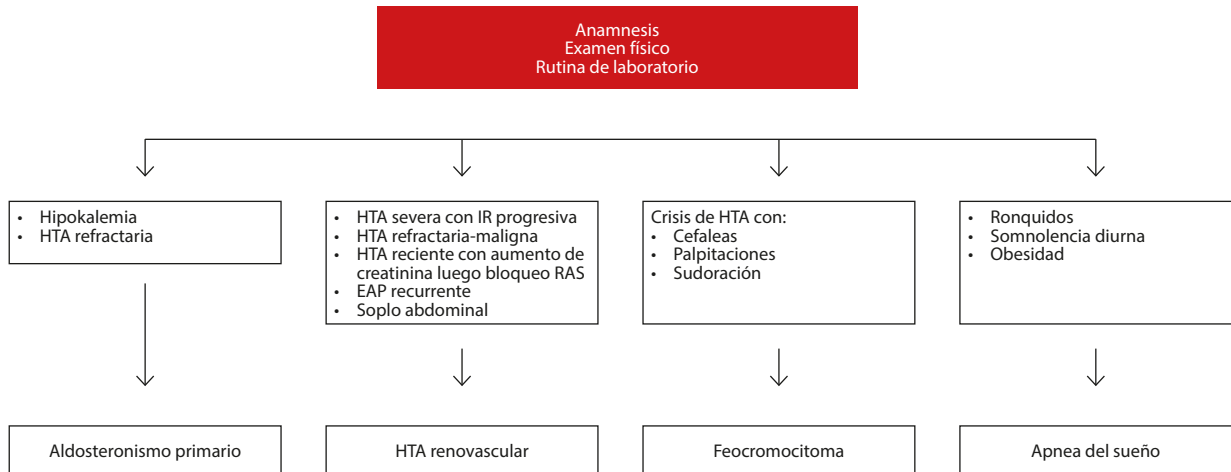 Anamnesis
Examen físico
Rutina de laboratorio
• Hipokalemia
• HTA refractaria
• HTA severa con IR progresiva
• HTA refractaria-maligna
• HTA reciente con aumento de
creatinina luego bloqueo RAS
• EAP recurrente
• Soplo abdominal
Crisis de HTA con:
• Cefaleas
• Palpitaciones
• Sudoración
• Ronquidos
• Somnolencia diurna
• Obesidad
Aldosteronismo primario
HTA renovascular
Feocromocitoma
Apnea del sueño